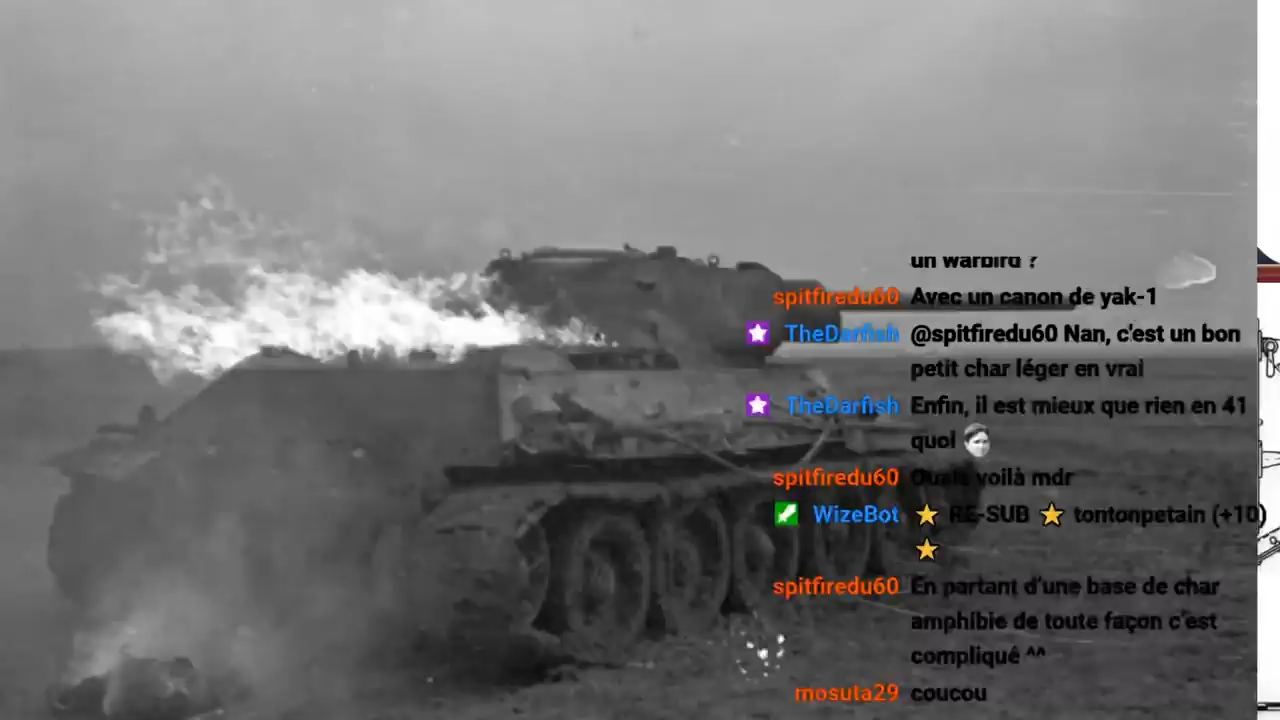 un warbird ?
spitfiredu60 Avec un canon de yak-1
TheDarfish @spitfiredu60 Nan, c'est un bon
petit char léger en vrai
TheDarfish Enfin, il est mieux que rien en 41
quoi
spitfiredu60 Ouais voilà mdr
WizeBot RE-SUB tontonpetain (+10)
spitfiredu60 En partant d'une base de char
amphibie de toute façon c'est
compliqué ^^
mosuta29 coucou